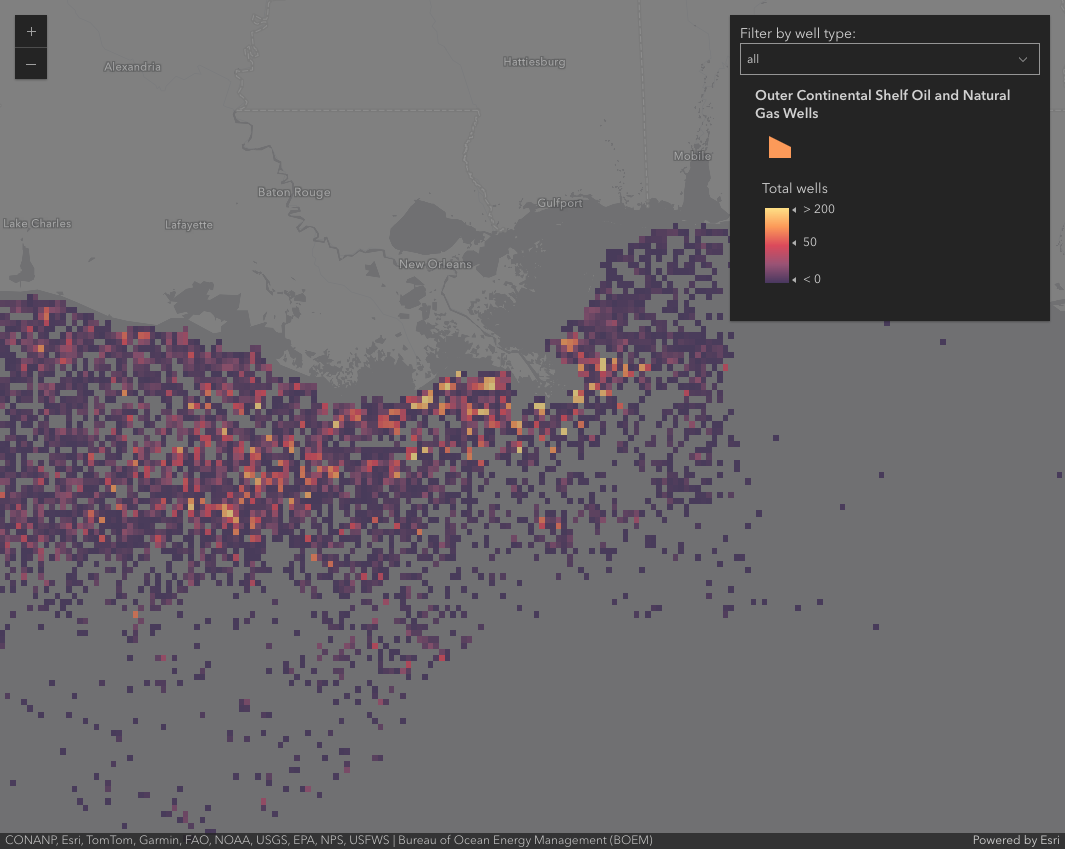 +
−
Alexandria
Hattiesburg
Mobile
Baton Rouge
Gulfport
Lake Charles
Lafayette
New Orleans
Filter by well type:
all
Outer Continental Shelf Oil and Natural
Gas Wells
Total wells
> 200
50
< 0
CONANP, Esri, TomTom, Garmin, FAO, NOAA, USGS, EPA, NPS, USFWS | Bureau of Ocean Energy Management (BOEM)
Powered by Esri